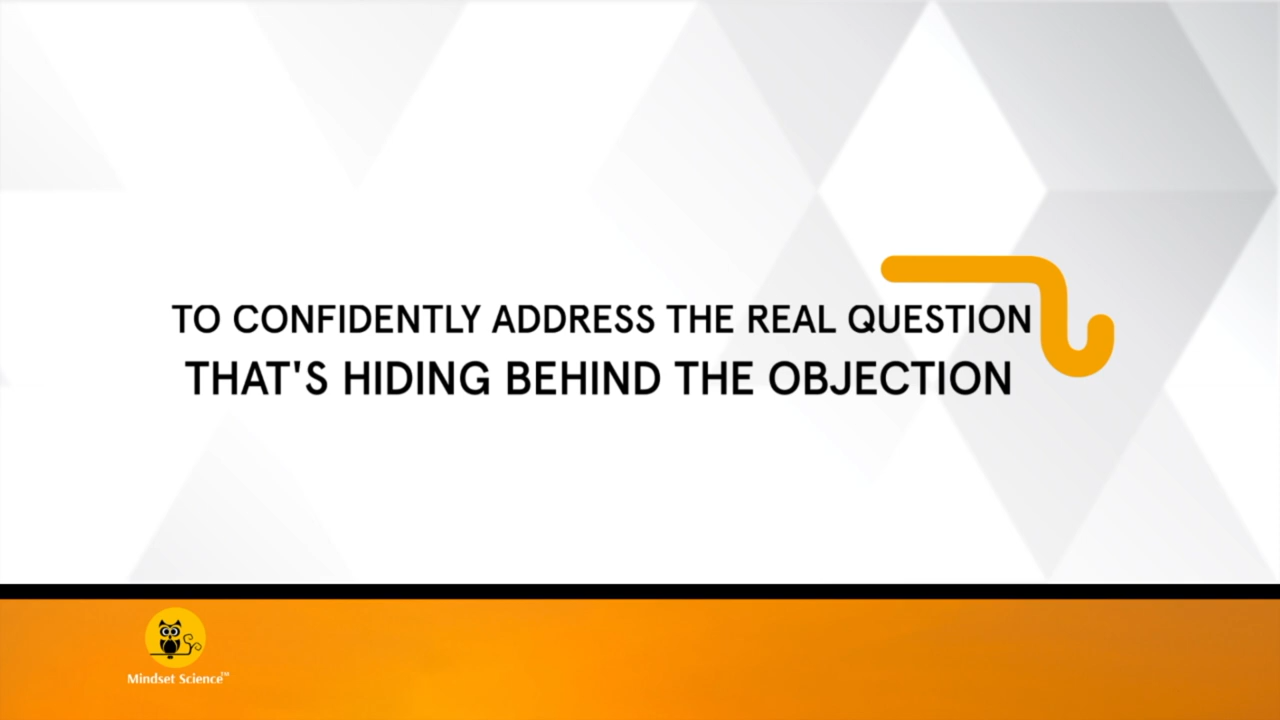 TO CONFIDENTLY ADDRESS THE REAL QUESTION
THAT'S HIDING BEHIND THE OBJECTION
Mindset Science™